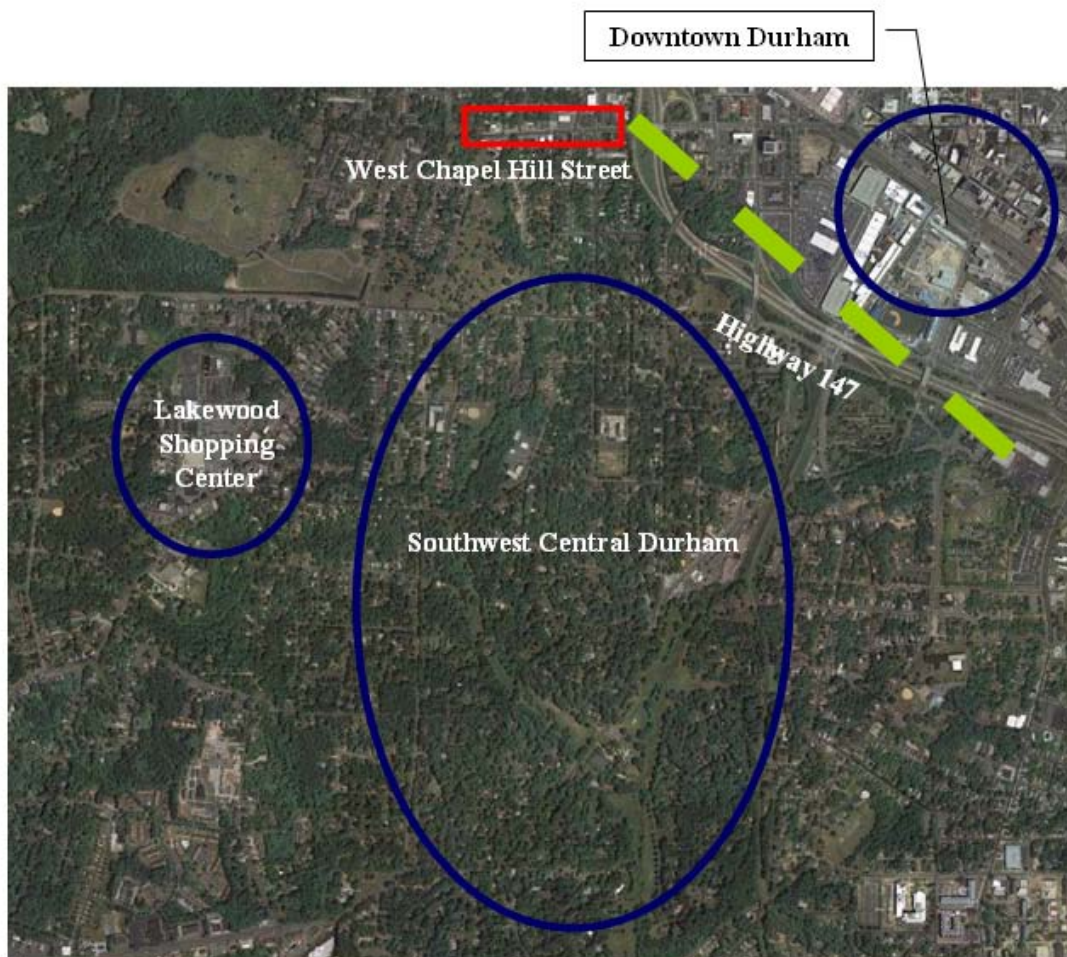 Downtown Durham
West Chapel Hill Street
Highway 147
Lakewood
Shopping
Center
Southwest Central Durham